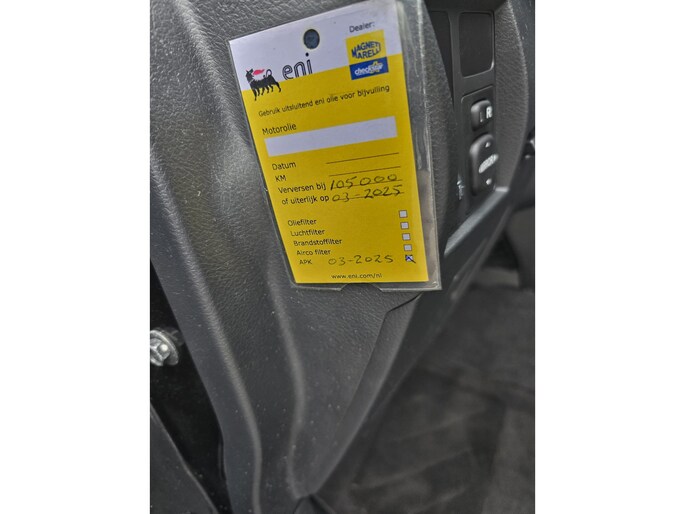 Dealer:
eni
MAGNETI MARELLI
checkstar
Gebruik uitsluitend eni olie voor bijvulling
Motorolie
Datum
KM
Verversen bij 105000
of uiterlijk op 03-2025
Oliefilter
Luchtfilter
Brandstoffilter
Airco filter
APK 03-2025
www.eni.com/nl
L R